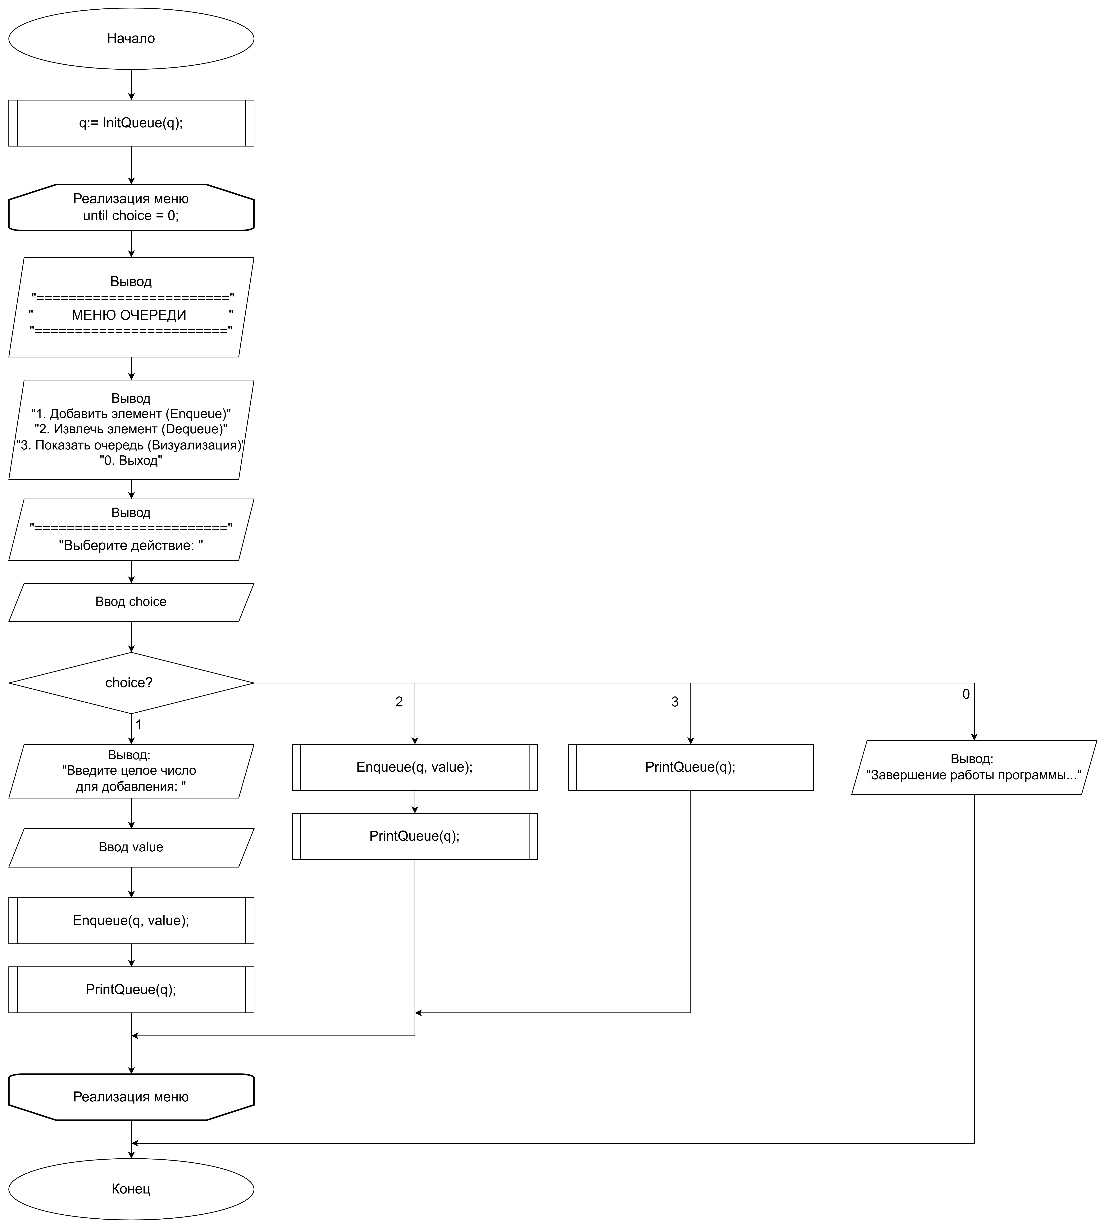 Начало
q:= InitQueue(q);
Реализация меню
until choice = 0;
Вывод
"========================"
" МЕНЮ ОЧЕРЕДИ "
"========================"
Вывод
"1. Добавить элемент (Enqueue)"
"2. Извлечь элемент (Dequeue)"
"3. Показать очередь (Визуализация)"
"0. Выход"
Вывод
"========================"
"Выберите действие: "
Ввод choice
choice?
1
2
3
0
Вывод:
"Введите целое число
для добавления: "
Ввод value
Enqueue(q, value);
PrintQueue(q);
Enqueue(q, value);
PrintQueue(q);
PrintQueue(q);
Вывод:
"Завершение работы программы..."
Реализация меню
Конец